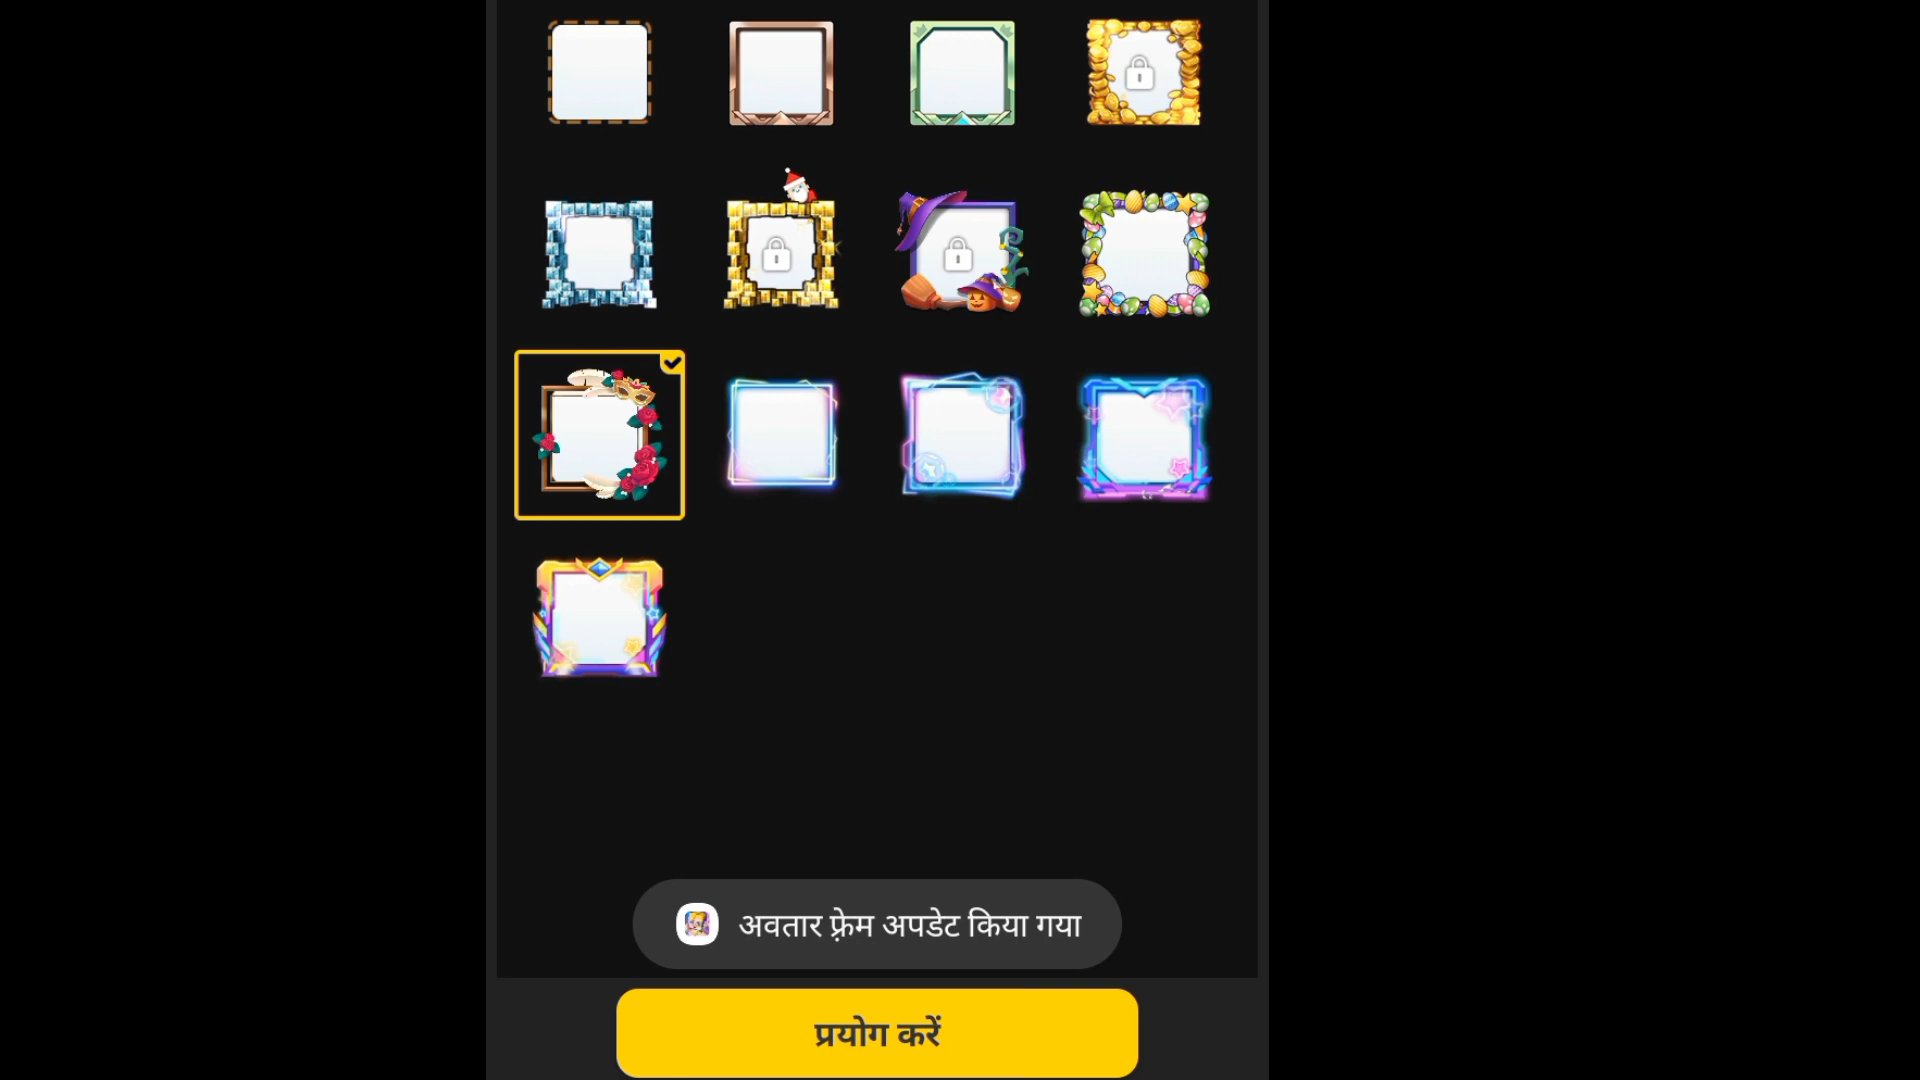 अवतार फ़्रेम अपडेट किया गया
प्रयोग करें